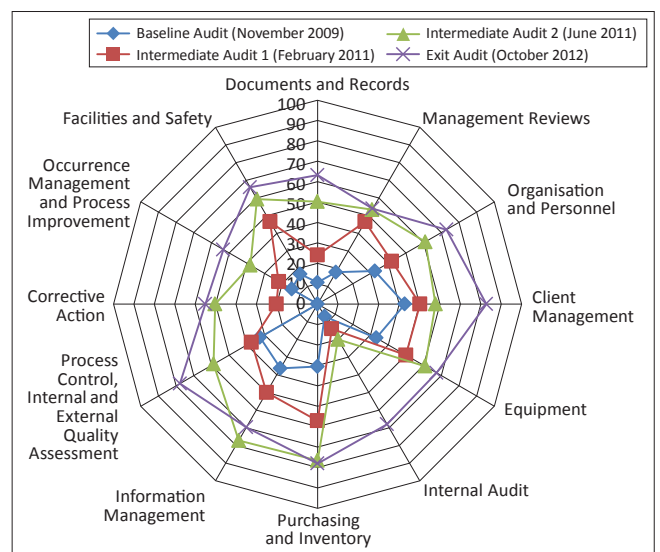 Baseline Audit (November 2009)
Intermediate Audit 2 (June 2011)
Intermediate Audit 1 (February 2011)
Exit Audit (October 2012)
Documents and Records
100
90
80
70
60
50
40
30
20
10
0
Management Reviews
Organisation
and Personnel
Client
Management
Equipment
Internal Audit
Purchasing
and Inventory
Information
Management
Process
Control,
Internal and
External
Quality
Assessment
Corrective
Action
Occurrence
Management
and Process
Improvement
Facilities and Safety